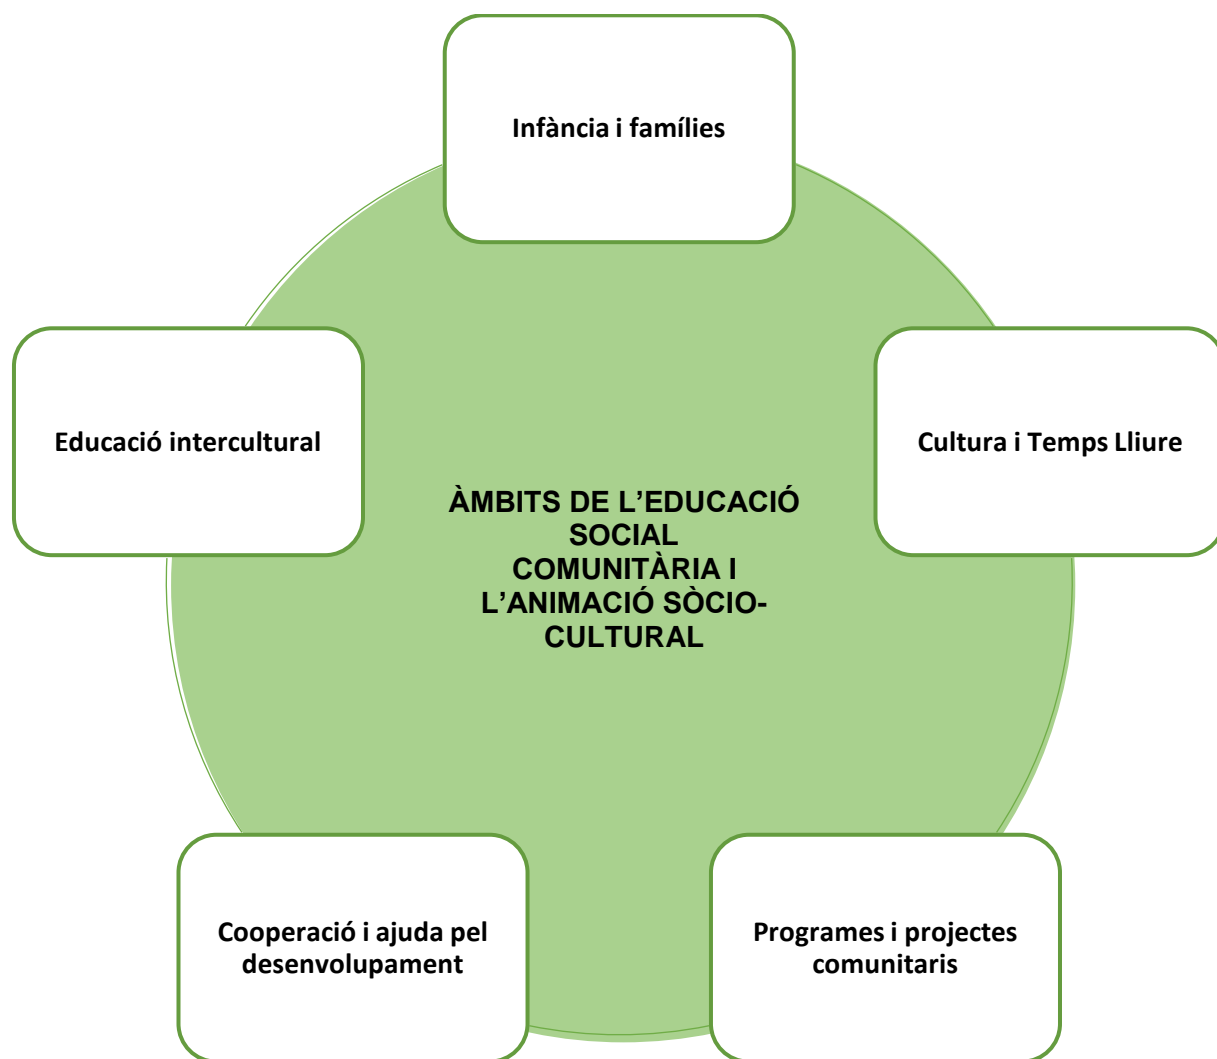 Infància i famílies
Educació intercultural
Cultura i Temps Lliure
ÀMBITS DE L’EDUCACIÓ
SOCIAL
COMUNITÀRIA I
L’ANIMACIÓ SÒCIO-
CULTURAL
Cooperació i ajuda pel
desenvolupament
Programes i projectes
comunitaris